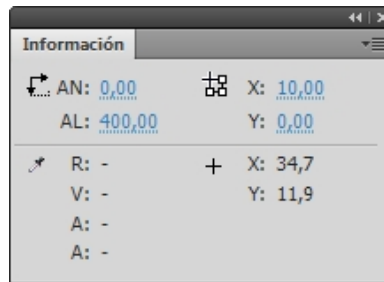 Información
AN: 0,00 X: 10,00
AL: 400,00 Y: 0,00
R: - X: 34,7
V: - Y: 11,9
A: -
A: -